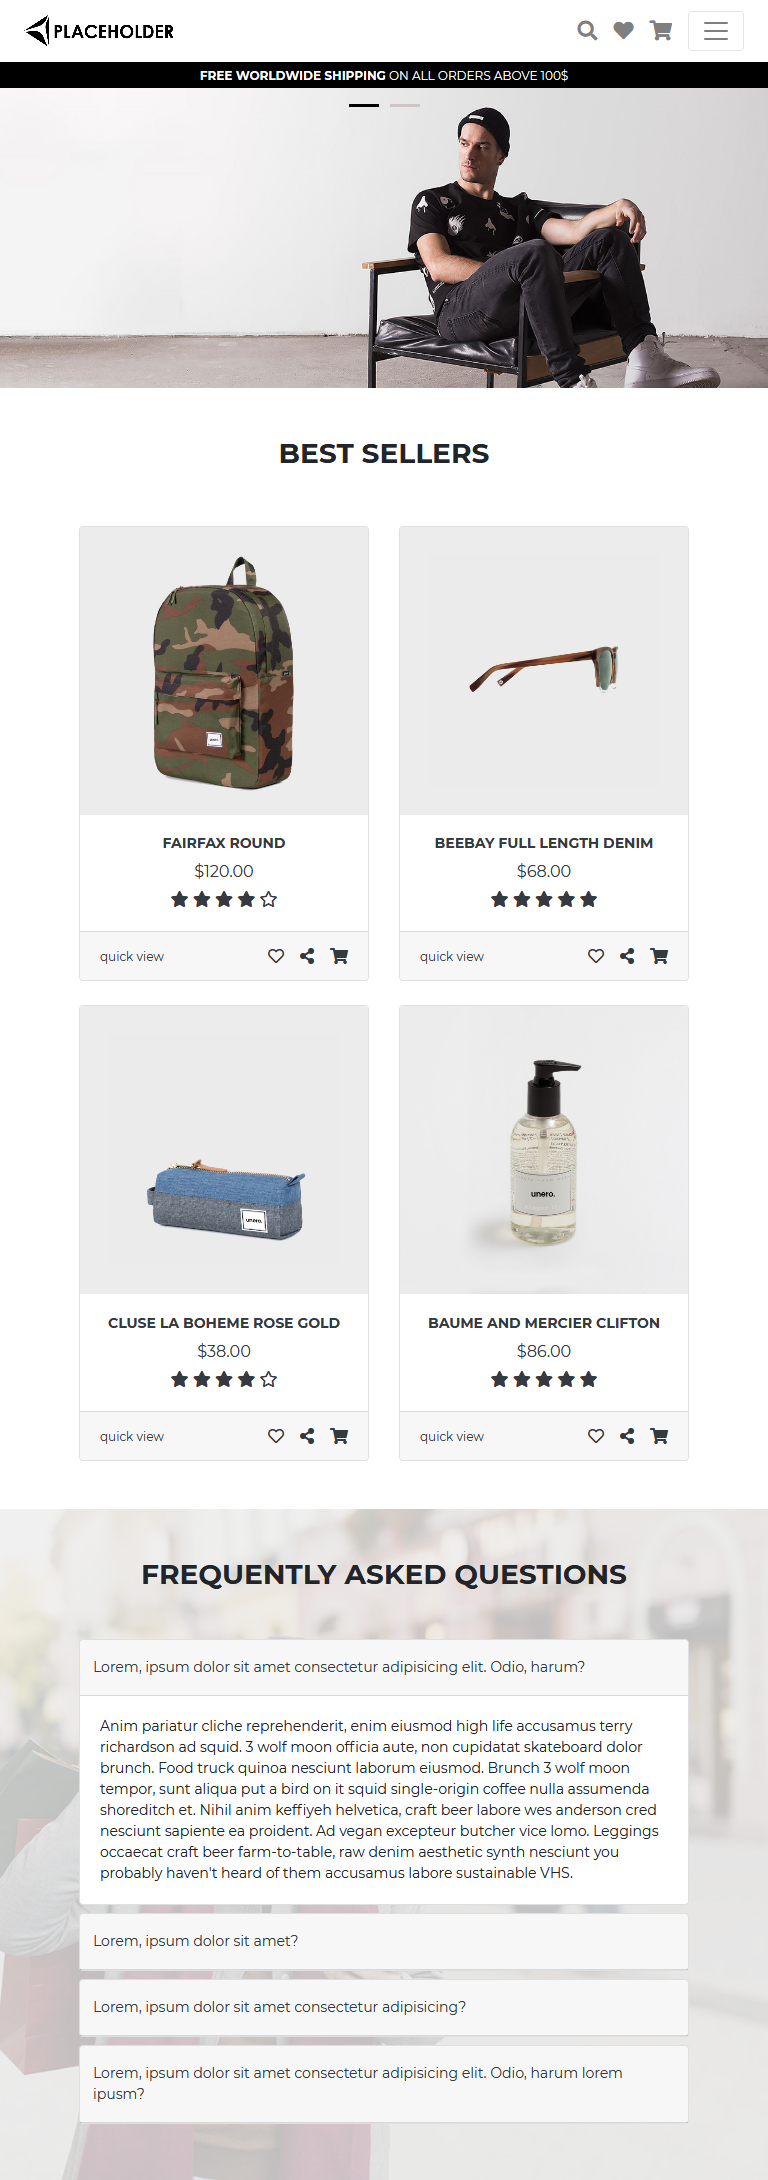 PLACEHOLDER
FREE WORLDWIDE SHIPPING ON ALL ORDERS ABOVE 100$
BEST SELLERS
FAIRFAX ROUND
$120.00
quick view
BEEBAY FULL LENGTH DENIM
$68.00
quick view
unero.
CLUSE LA BOHEME ROSE GOLD
$38.00
quick view
unero.
BAUME AND MERCIER CLIFTON
$86.00
quick view
FREQUENTLY ASKED QUESTIONS
Lorem, ipsum dolor sit amet consectetur adipisicing elit. Odio, harum?
Anim pariatur cliche reprehenderit, enim eiusmod high life accusamus terry
richardson ad squid. 3 wolf moon officia aute, non cupidatat skateboard dolor
brunch. Food truck quinoa nesciunt laborum eiusmod. Brunch 3 wolf moon
tempor, sunt aliqua put a bird on it squid single-origin coffee nulla assumenda
shoreditch et. Nihil anim keffiyeh helvetica, craft beer labore wes anderson cred
nesciunt sapiente ea proident. Ad vegan excepteur butcher vice lomo. Leggings
occaecat craft beer farm-to-table, raw denim aesthetic synth nesciunt you
probably haven't heard of them accusamus labore sustainable VHS.
Lorem, ipsum dolor sit amet?
Lorem, ipsum dolor sit amet consectetur adipisicing?
Lorem, ipsum dolor sit amet consectetur adipisicing elit. Odio, harum lorem
ipusm?